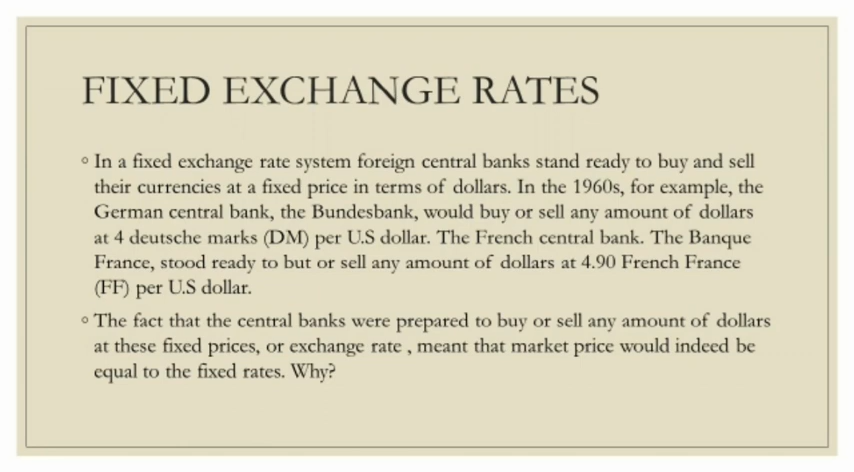 FIXED EXCHANGE RATES
◦ In a fixed exchange rate system foreign central banks stand ready to buy and sell
their currencies at a fixed price in terms of dollars. In the 1960s, for example, the
German central bank, the Bundesbank, would buy or sell any amount of dollars
at 4 deutsche marks (DM) per U.S dollar. The French central bank. The Banque
France, stood ready to but or sell any amount of dollars at 4.90 French France
(FF) per U.S dollar.
◦ The fact that the central banks were prepared to buy or sell any amount of dollars
at these fixed prices, or exchange rate , meant that market price would indeed be
equal to the fixed rates. Why?